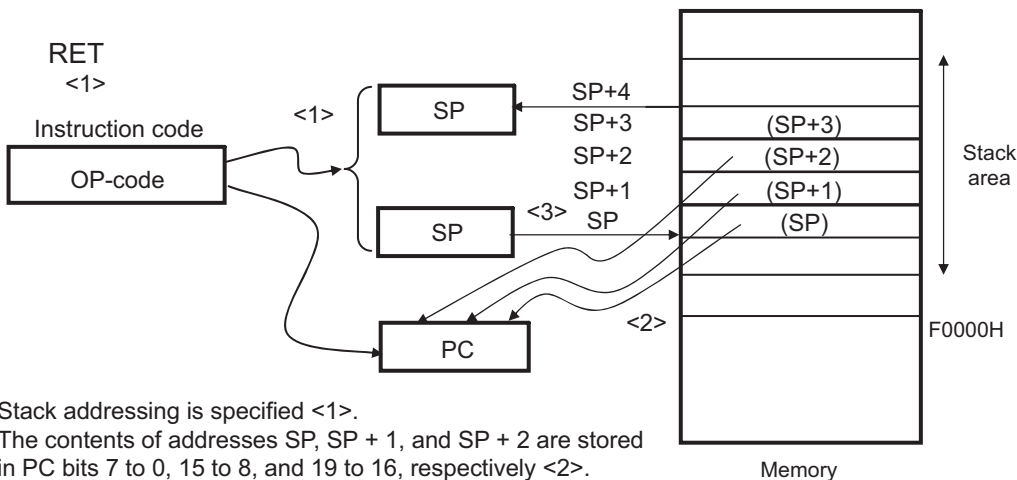 RET
<1>
Instruction code
OP-code
<1>
SP
SP
<3>
SP+4
SP+3
SP+2
SP+1
SP
(SP+3)
(SP+2)
(SP+1)
(SP)
Stack
area
<2>
PC
F0000H
Memory
Stack addressing is specified <1>.
The contents of addresses SP, SP + 1, and SP + 2 are stored
in PC bits 7 to 0, 15 to 8, and 19 to 16, respectively <2>.